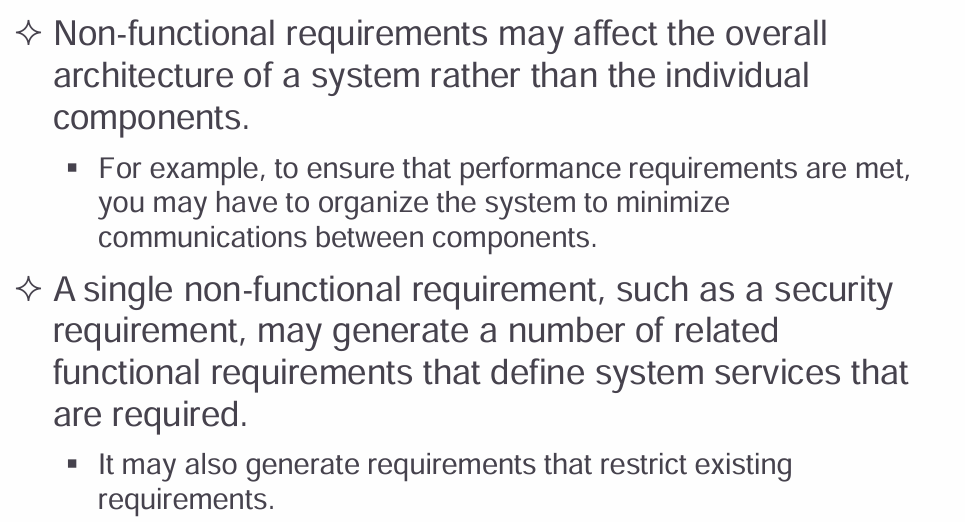 ✧ Non-functional requirements may affect the overall
architecture of a system rather than the individual
components.
▪ For example, to ensure that performance requirements are met,
you may have to organize the system to minimize
communications between components.
✧ A single non-functional requirement, such as a security
requirement, may generate a number of related
functional requirements that define system services that
are required.
▪ It may also generate requirements that restrict existing
requirements.